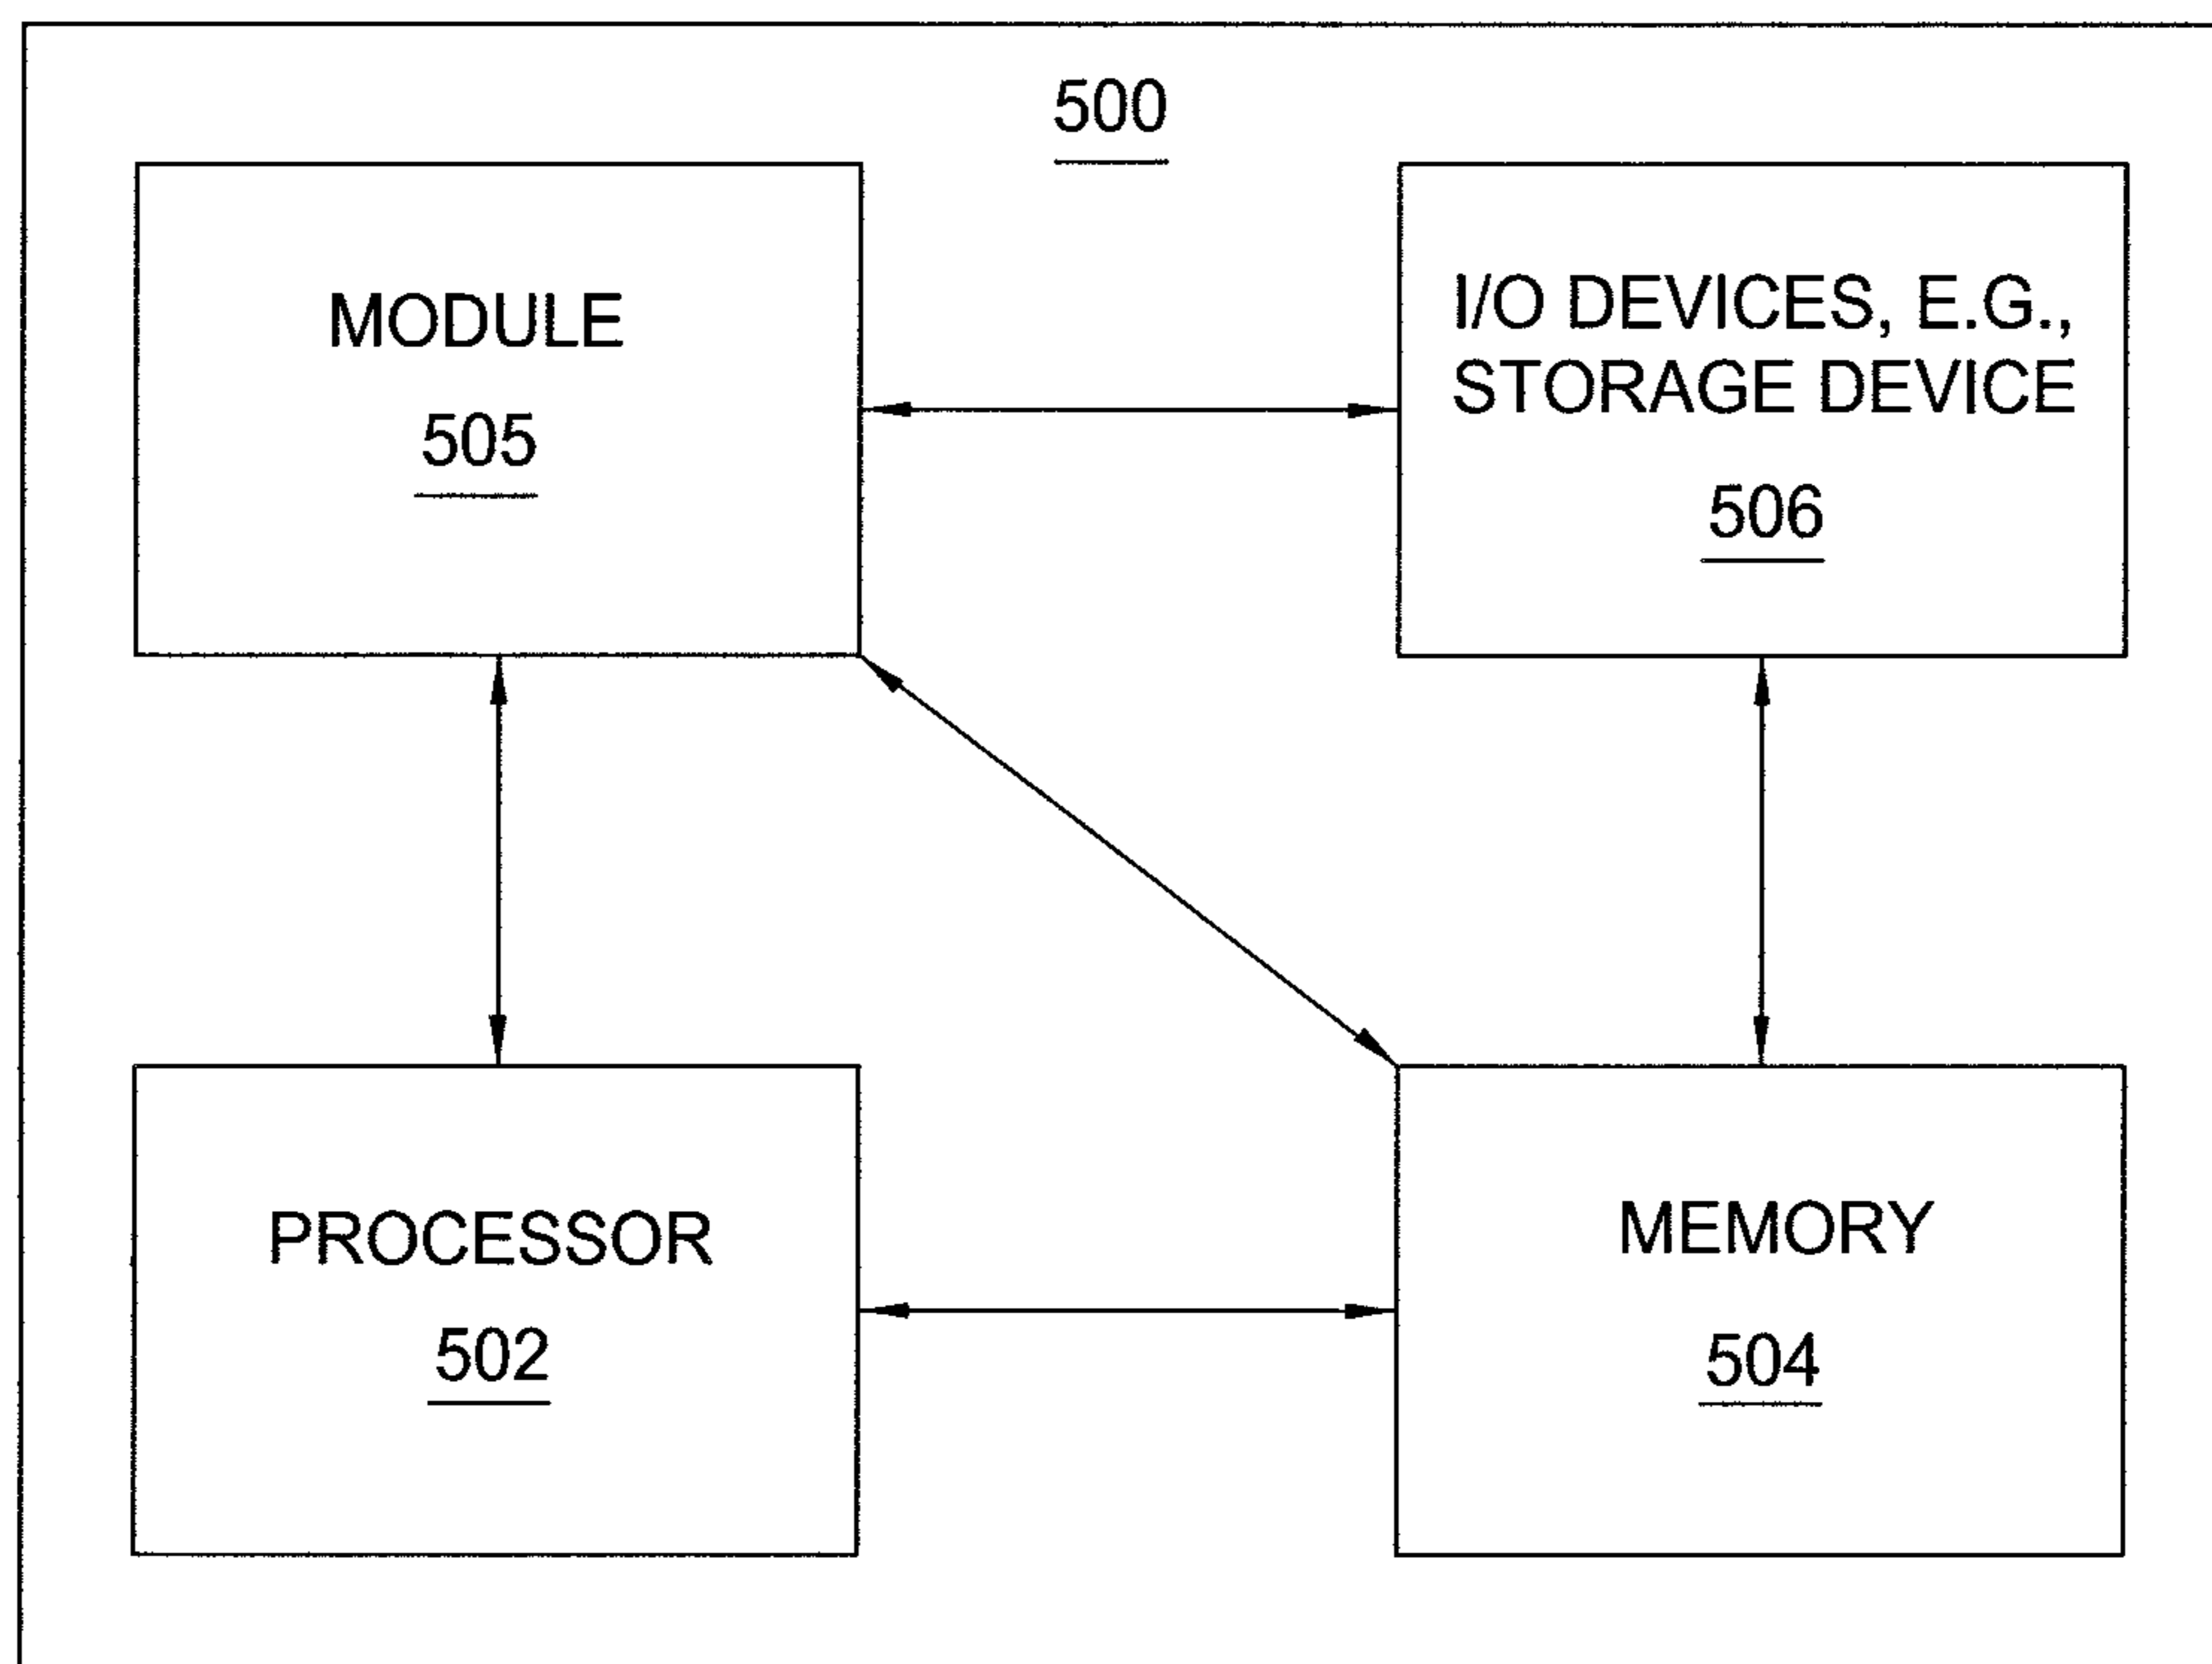 500
MODULE
505
I/O DEVICES, E.G.,
STORAGE DEVICE
506
PROCESSOR
502
MEMORY
504